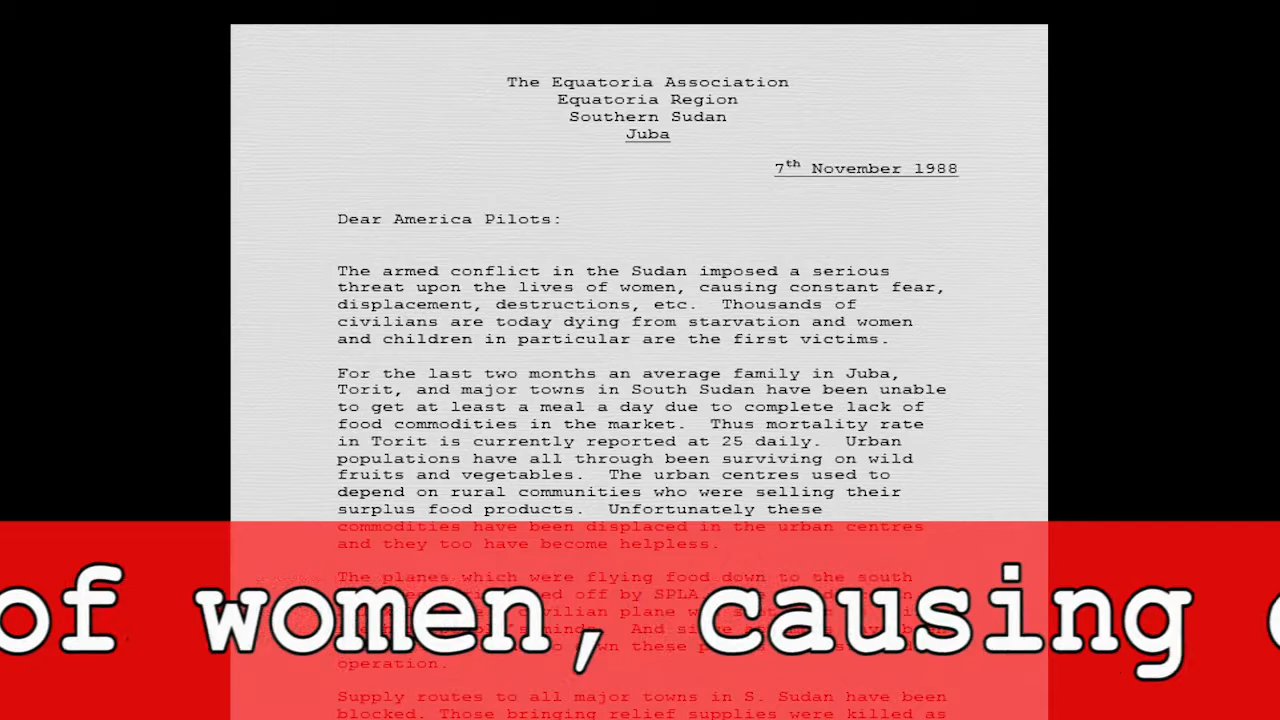 The Equatoria Association
Equatoria Region
Southern Sudan
Juba
7th November 1988
Dear America Pilots:
The armed conflict in the Sudan imposed a serious
threat upon the lives of women, causing constant fear,
displacement, destructions, etc. Thousands of
civilians are today dying from starvation and women
and children in particular are the first victims.
For the last two months an average family in Juba,
Torit, and major towns in South Sudan have been unable
to get at least a meal a day due to complete lack of
food commodities in the market. Thus mortality rate
in Torit is currently reported at 25 daily. Urban
populations have all through been surviving on wild
fruits and vegetables. The urban centres used to
depend on rural communities who were selling their
surplus food products. Unfortunately these
commodities have been displaced in the urban centres
and they too have become helpless.
The planes which were flying food down to the south
off by SPLA
civilian plane
of women, causing
And
these
operation.
Supply routes to all major towns in S. Sudan have been
blocked. Those bringing relief supplies were killed as